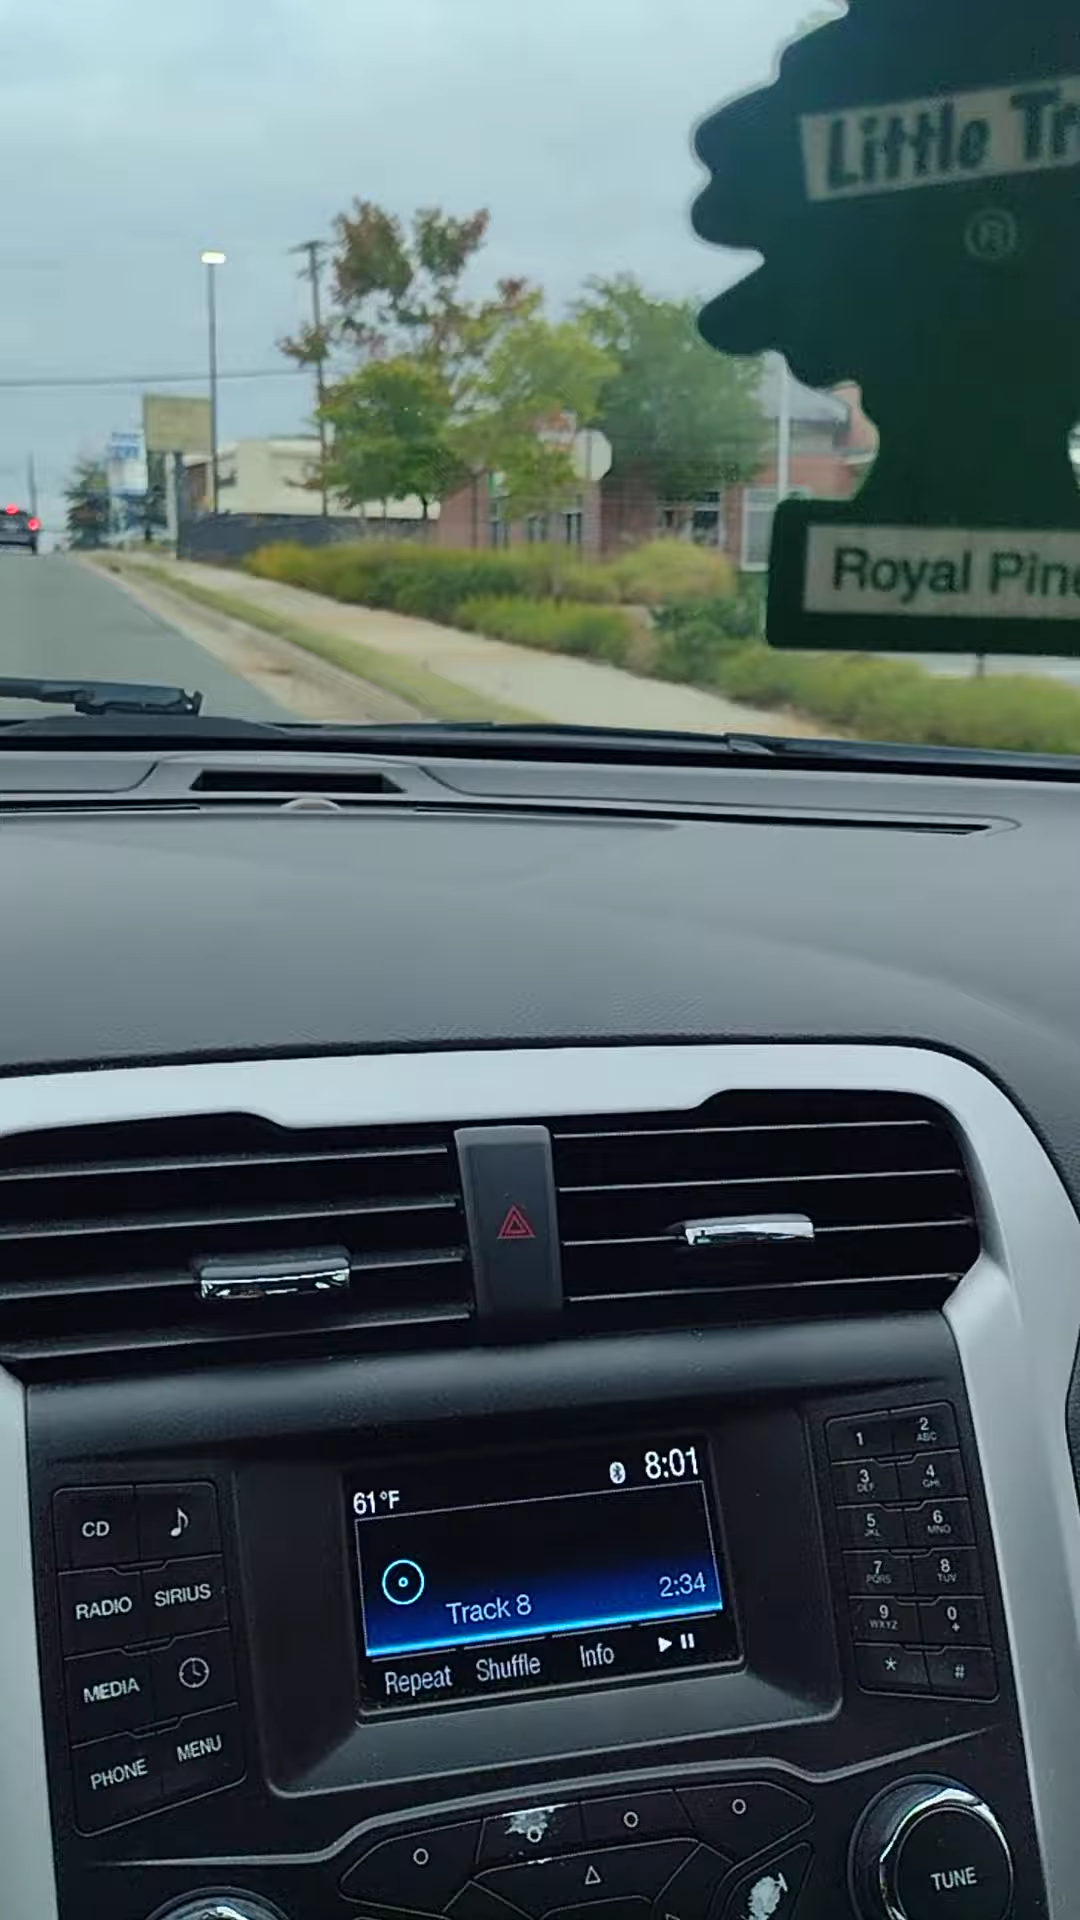 Little Tr
®
Royal Pine
61°F
8:01
Track 8
2:34
Repeat
Shuffle
Info
CD
RADIO
SIRIUS
MEDIA
PHONE
MENU
1
2
ABC
3
DEF
4
GHI
5
JKL
6
MNO
7
PQRS
8
TUV
9
WXYZ
0
+
*
#
TUNE